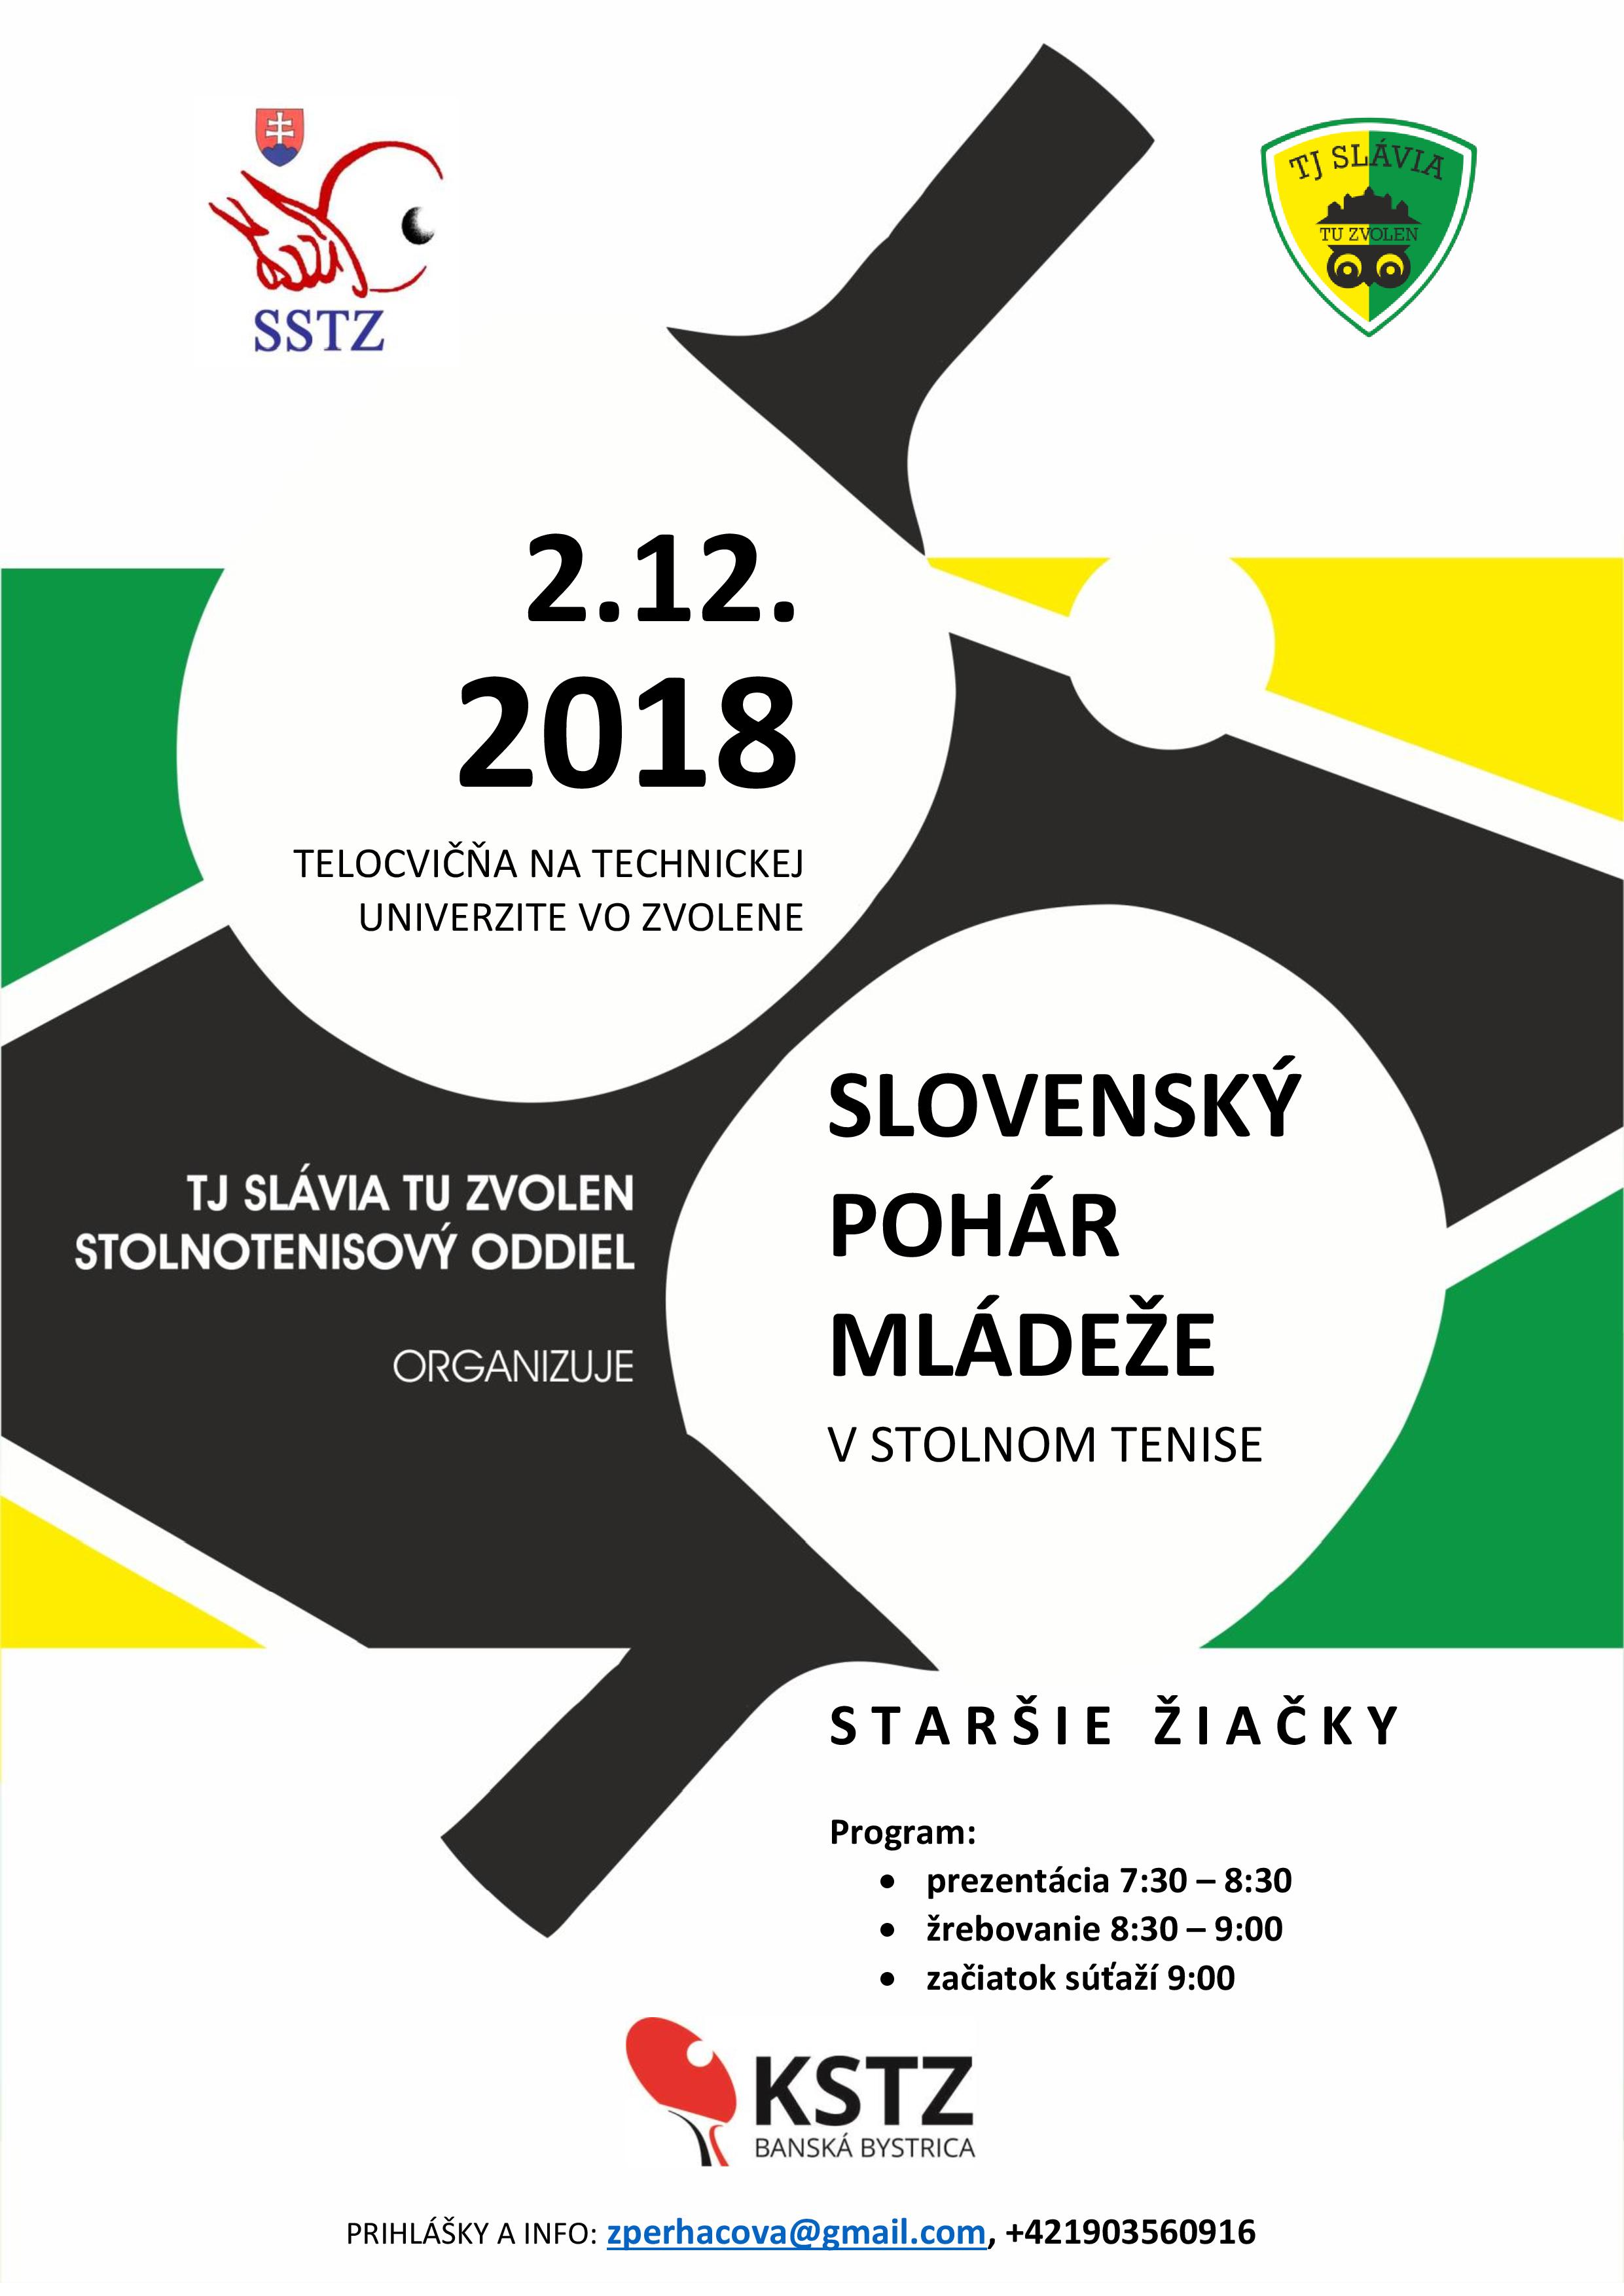 SSTZ
TJ SLÁVIA
TU ZVOLEN
2.12.
2018
TELOCVIČŇA NA TECHNICKEJ
UNIVERZITE VO ZVOLENE
TJ SLÁVIA TU ZVOLEN
STOLNOTENISOVÝ ODDIEL
ORGANIZUJE
SLOVENSKÝ
POHÁR
MLÁDEŽE
V STOLNOM TENISE
STARŠIE ŽIAČKY
Program:
• prezentácia 7:30 – 8:30
• žrebovanie 8:30 – 9:00
• začiatok súťaží 9:00
KSTZ
BANSKÁ BYSTRICA
PRIHLÁŠKY A INFO: zperhacova@gmail.com, +421903560916